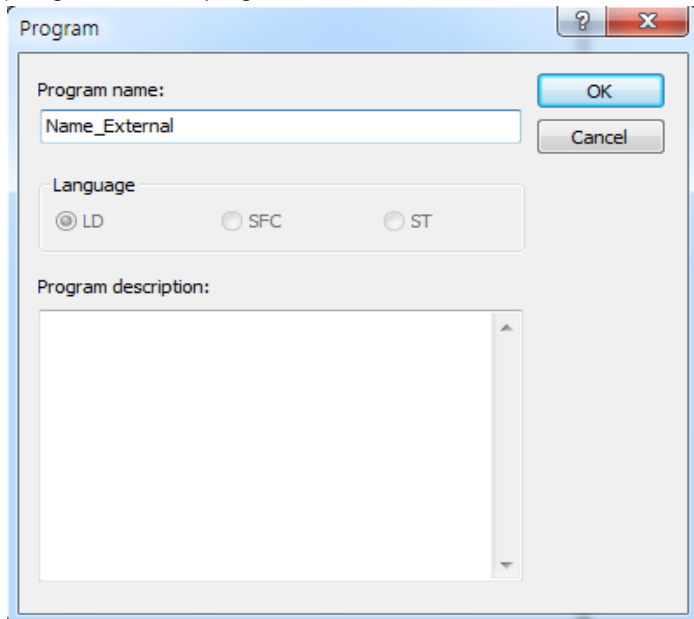 Program
Program name:
OK
Name_External
Cancel
Language
LD SFC ST
Program description: